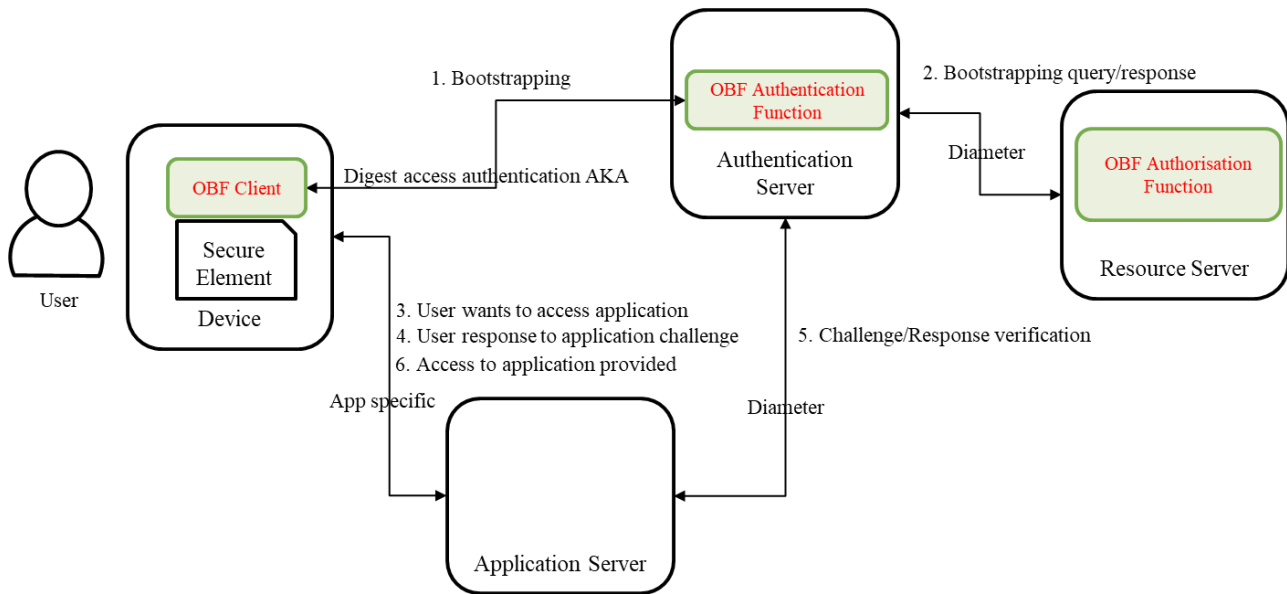 1. Bootstrapping
OBF Authentication
Function
2. Bootstrapping query/response
Authentication
Server
Diameter
OBF Authorisation
Function
Resource Server
OBF Client
Digest access authentication AKA
Secure
Element
Device
User
3. User wants to access application
4. User response to application challenge
6. Access to application provided
App specific
5. Challenge/Response verification
Diameter
Application Server